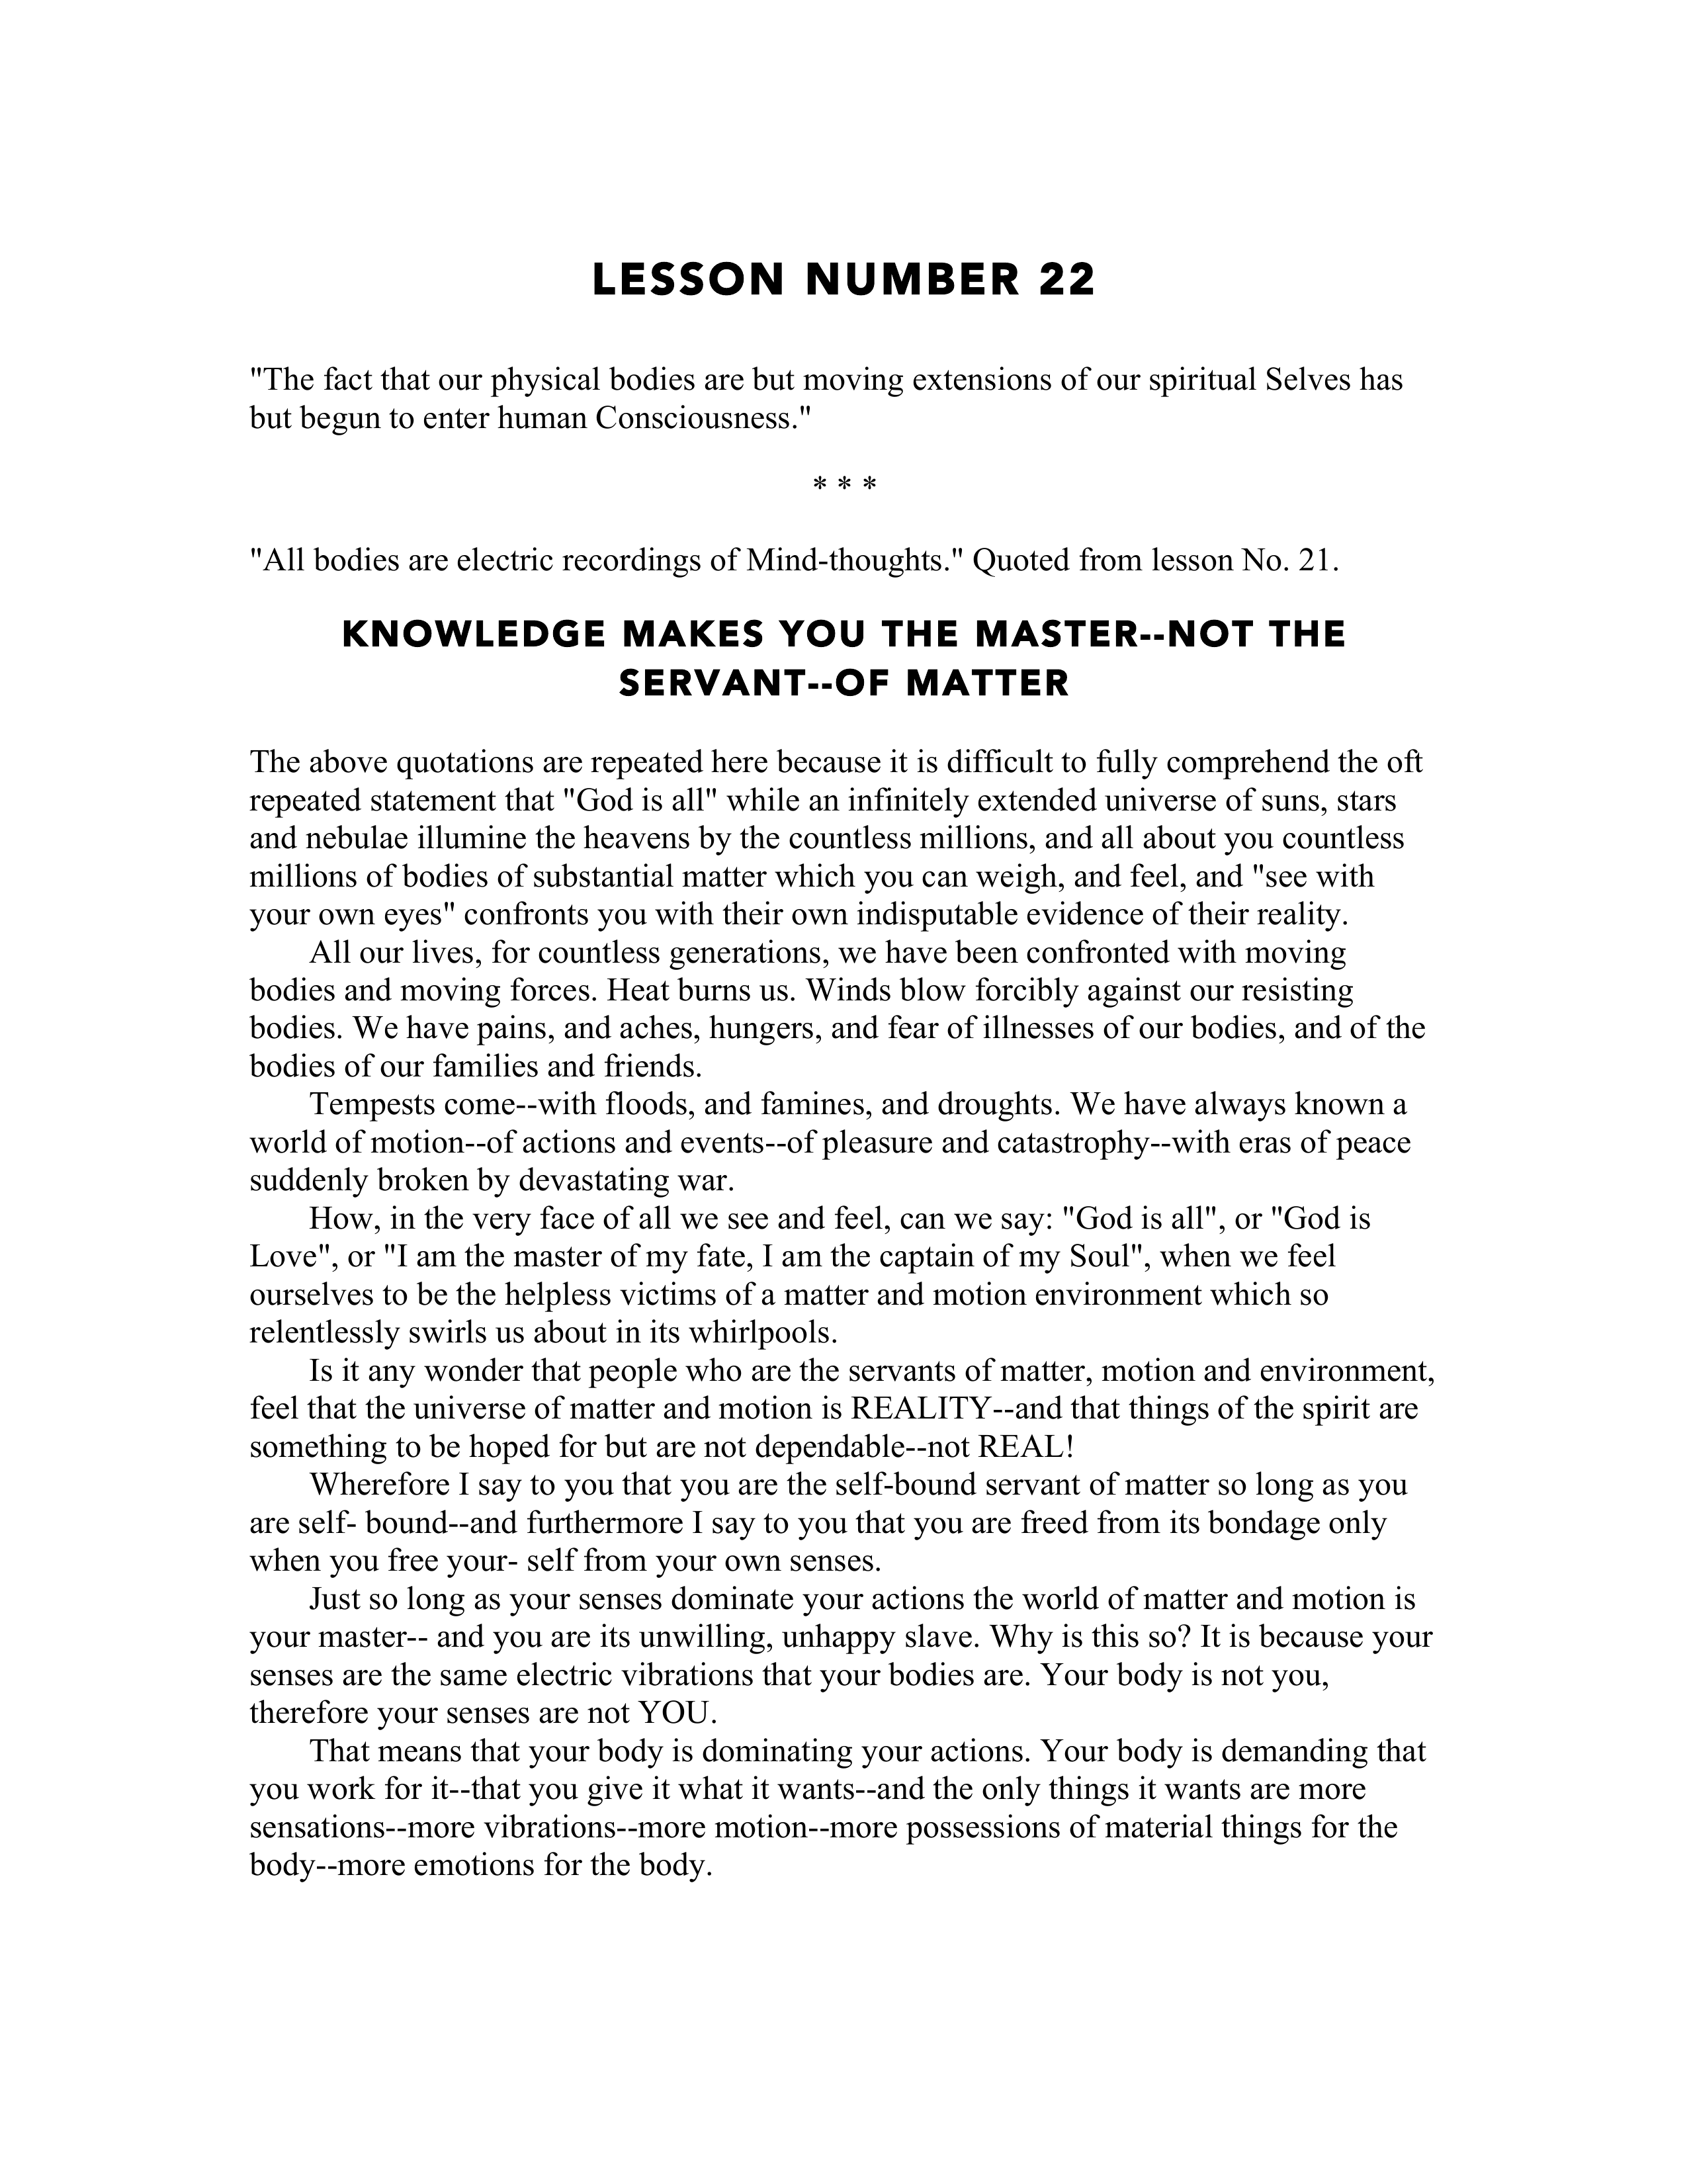 LESSON NUMBER 22
"The fact that our physical bodies are but moving extensions of our spiritual Selves has
but begun to enter human Consciousness."
* * *
"All bodies are electric recordings of Mind-thoughts." Quoted from lesson No. 21.
KNOWLEDGE MAKES YOU THE MASTER--NOT THE
SERVANT--OF MATTER
The above quotations are repeated here because it is difficult to fully comprehend the oft
repeated statement that "God is all" while an infinitely extended universe of suns, stars
and nebulae illumine the heavens by the countless millions, and all about you countless
millions of bodies of substantial matter which you can weigh, and feel, and "see with
your own eyes" confronts you with their own indisputable evidence of their reality.
All our lives, for countless generations, we have been confronted with moving
bodies and moving forces. Heat burns us. Winds blow forcibly against our resisting
bodies. We have pains, and aches, hungers, and fear of illnesses of our bodies, and of the
bodies of our families and friends.
Tempests come--with floods, and famines, and droughts. We have always known a
world of motion--of actions and events--of pleasure and catastrophy--with eras of peace
suddenly broken by devastating war.
How, in the very face of all we see and feel, can we say: "God is all", or "God is
Love", or "I am the master of my fate, I am the captain of my Soul", when we feel
ourselves to be the helpless victims of a matter and motion environment which so
relentlessly swirls us about in its whirlpools.
Is it any wonder that people who are the servants of matter, motion and environment,
feel that the universe of matter and motion is REALITY--and that things of the spirit are
something to be hoped for but are not dependable--not REAL!
Wherefore I say to you that you are the self-bound servant of matter so long as you
are self- bound--and furthermore I say to you that you are freed from its bondage only
when you free your- self from your own senses.
Just so long as your senses dominate your actions the world of matter and motion is
your master-- and you are its unwilling, unhappy slave. Why is this so? It is because your
senses are the same electric vibrations that your bodies are. Your body is not you,
therefore your senses are not YOU.
That means that your body is dominating your actions. Your body is demanding that
you work for it--that you give it what it wants--and the only things it wants are more
sensations--more vibrations--more motion--more possessions of material things for the
body--more emotions for the body.